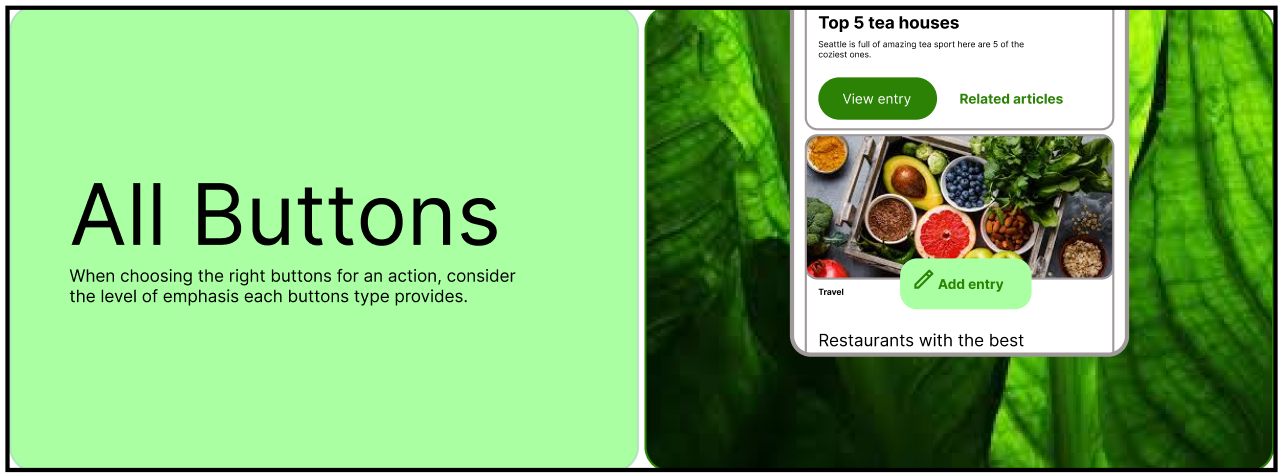 All Buttons
When choosing the right buttons for an action, consider
the level of emphasis each buttons type provides.
Top 5 tea houses
Seattle is full of amazing tea sport here are 5 of the
coziest ones.
View entry
Related articles
Add entry
Travel
Restaurants with the best